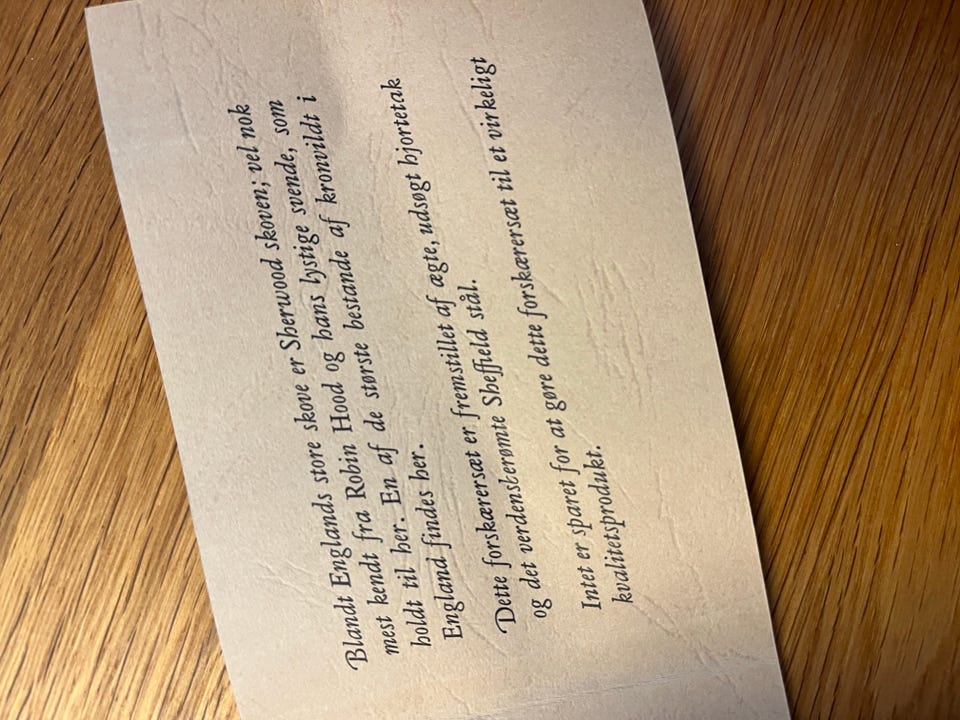 Blandt Englands store skove er Sherwood skoven; vel nok
mest kendt fra Robin Hood og hans lystige svende, som
holdt til her. En af de største bestande af kronvildt i
England findes her.
Dette forskærersæt er fremstillet af ægte, udsøgt hjortetak
og det verdensberømte Sheffield stål.
Intet er sparet for at gøre dette forskærersæt til et virkeligt
kvalitetsprodukt.